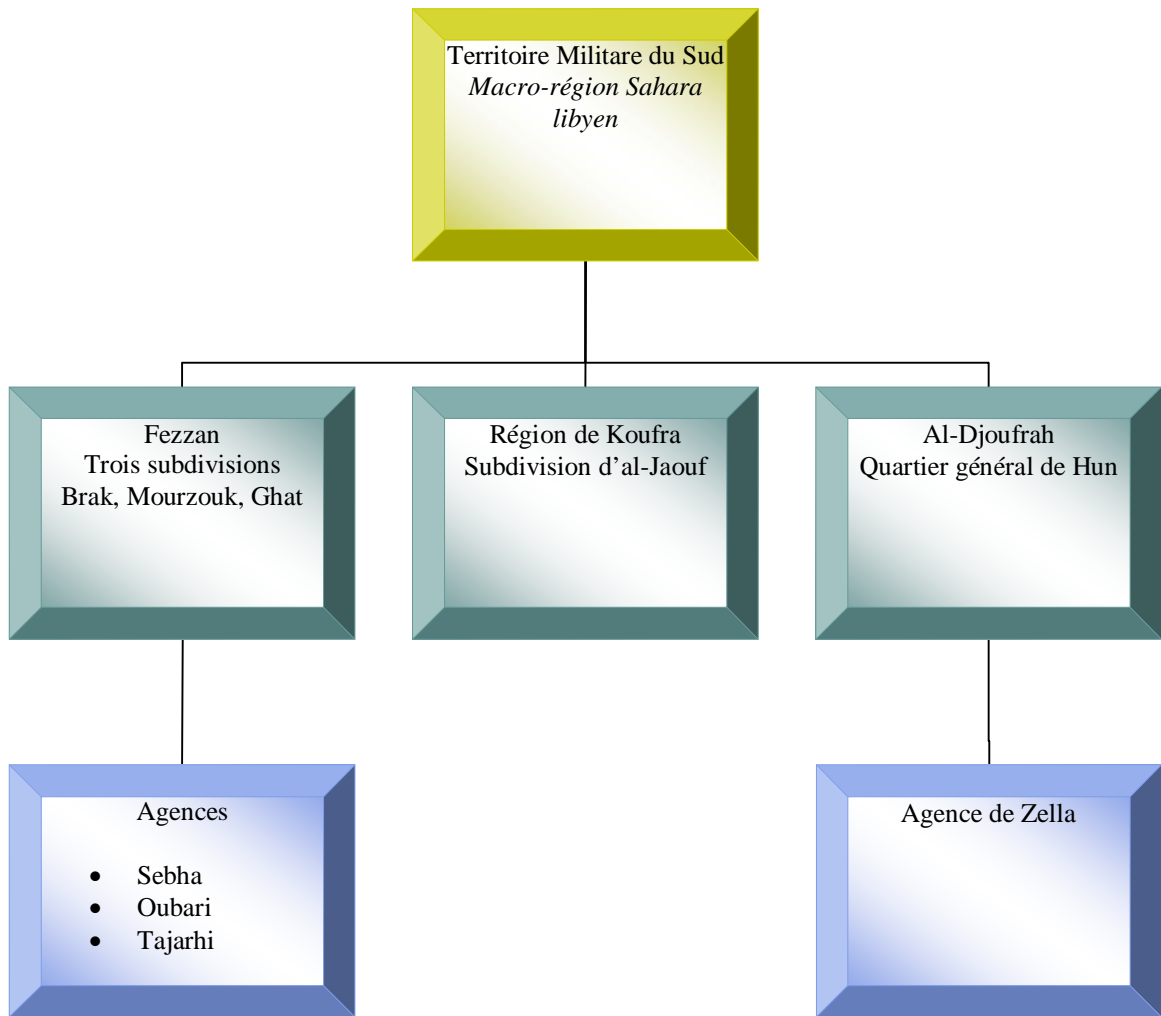 Territoire Militare du Sud
Macro-région Sahara
libyen
Fezzan
Trois subdivisions
Brak, Mourzouk, Ghat
Région de Koufra
Subdivision d’al-Jaouf
Al-Djoufrah
Quartier général de Hun
Agences
• Sebha
• Oubari
• Tajarhi
Agence de Zella